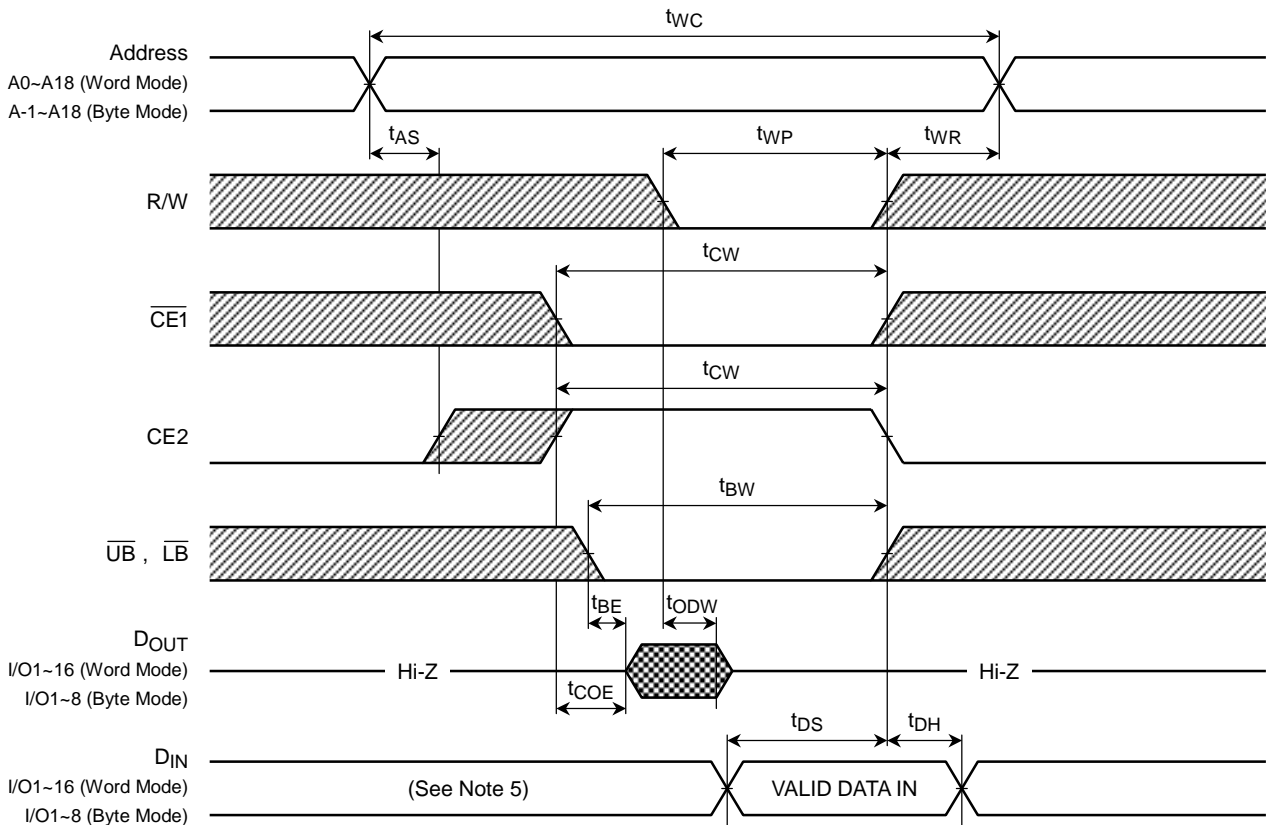 tWC
Address
A0~A18 (Word Mode)
A-1~A18 (Byte Mode)
tAS
tWP
tWR
R/W
tCW
CE1
tCW
CE2
tBW
UB , LB
tBE
tODW
DOUT
I/O1~16 (Word Mode)
Hi-Z
Hi-Z
I/O1~8 (Byte Mode)
tCOE
tDS
tDH
DIN
I/O1~16 (Word Mode)
(See Note 5)
VALID DATA IN
I/O1~8 (Byte Mode)